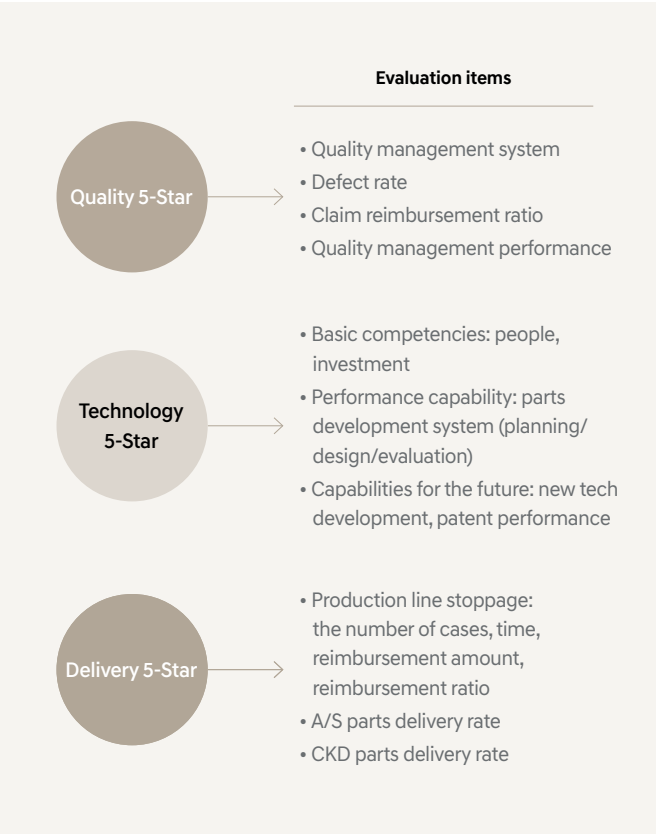 Evaluation items
Quality 5-Star
• Quality management system
• Defect rate
• Claim reimbursement ratio
• Quality management performance
Technology
5-Star
• Basic competencies: people,
investment
• Performance capability: parts
development system (planning/
design/evaluation)
• Capabilities for the future: new tech
development, patent performance
Delivery 5-Star
• Production line stoppage:
the number of cases, time,
reimbursement amount,
reimbursement ratio
• A/S parts delivery rate
• CKD parts delivery rate